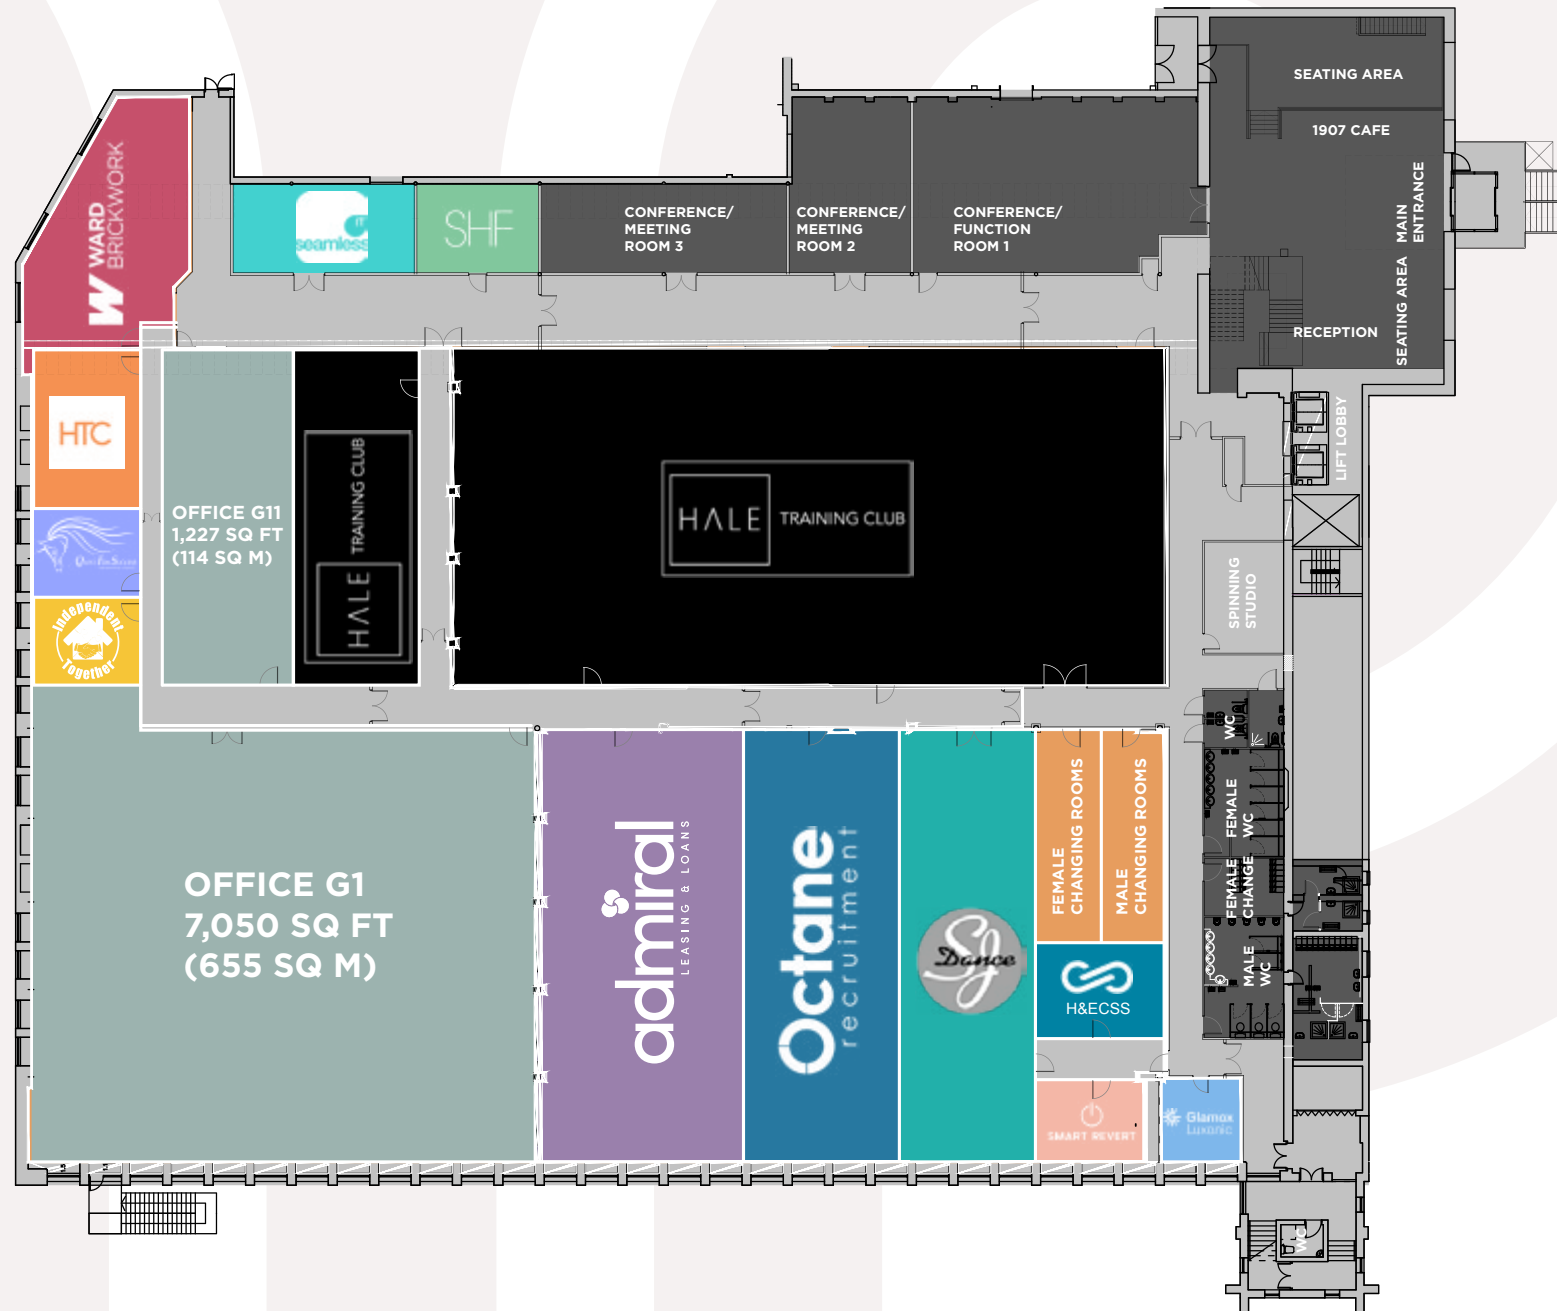 SEATING AREA
1907 CAFE
MAIN
ENTRANCE
SEATING AREA
RECEPTION
LIFT LOBBY
W WARD
BRICKWORK
IT
seamless
SHF
CONFERENCE/
MEETING
ROOM 3
CONFERENCE/
MEETING
ROOM 2
CONFERENCE/
FUNCTION
ROOM 1
HTC
Independent
Together
OFFICE G11
1,227 SQ FT
(114 SQ M)
HALE TRAINING CLUB
HALE TRAINING CLUB
SPINNING
STUDIO
WC
FEMALE
WC
FEMALE
CHANGE
MALE
WC
OFFICE G1
7,050 SQ FT
(655 SQ M)
admiral
LEASING & LOANS
Octane
recruitment
SJ
Dance
FEMALE
CHANGING ROOMS
MALE
CHANGING ROOMS
H&ECSS
SMART REVERT
Glamox
Luxonic
WC